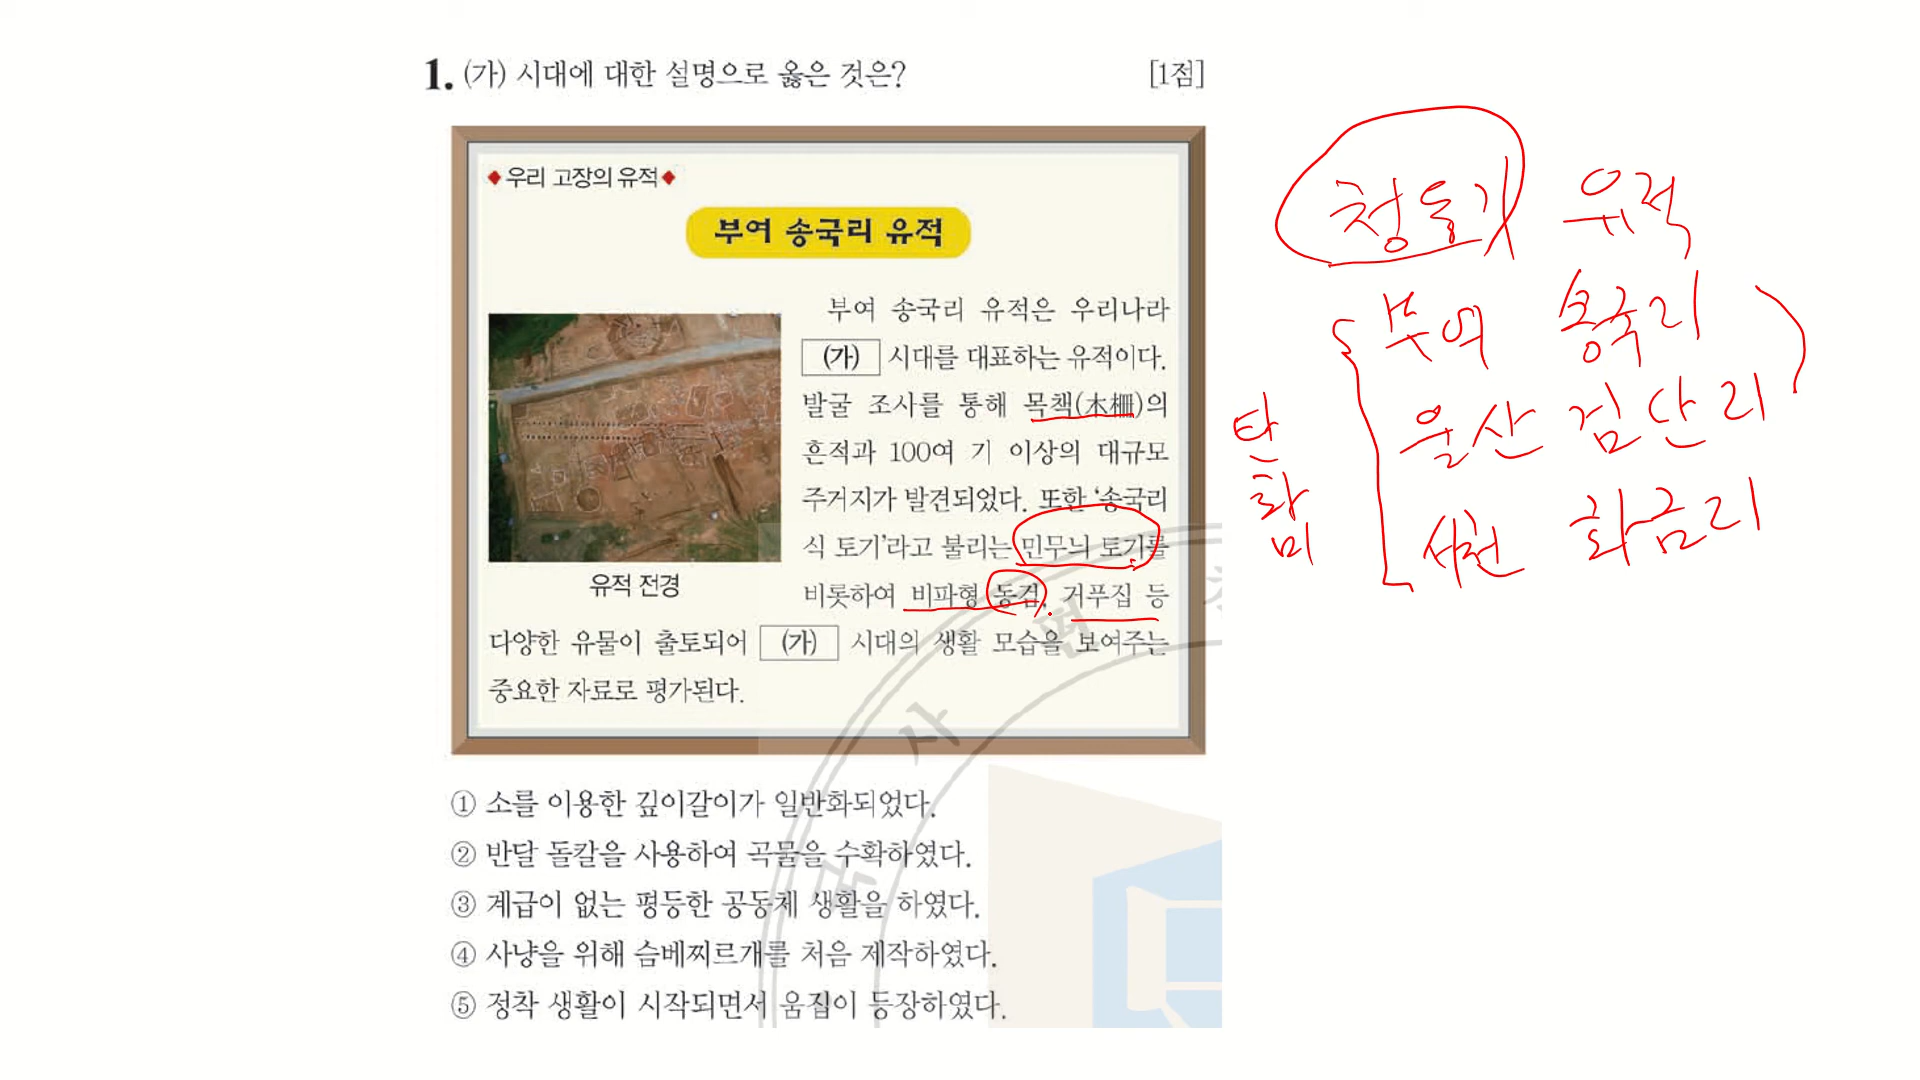 1. (가) 시대에 대한 설명으로 옳은 것은? [1점]
◆우리 고장의 유적◆
부여 송국리 유적
부여 송국리 유적은 우리나라
(가) 시대를 대표하는 유적이다.
발굴 조사를 통해 목책(木柵)의
흔적과 100여 기 이상의 대규모
주거지가 발견되었다. 또한 ‘송국리
식 토기’라고 불리는 민무늬 토기를
비롯하여 비파형 동검, 거푸집 등
유적 전경
다양한 유물이 출토되어 (가) 시대의 생활 모습을 보여주는
중요한 자료로 평가된다.
① 소를 이용한 깊이갈이가 일반화되었다.
② 반달 돌칼을 사용하여 곡물을 수확하였다.
③ 계급이 없는 평등한 공동체 생활을 하였다.
④ 사냥을 위해 슴베찌르개를 처음 제작하였다.
⑤ 정착 생활이 시작되면서 움집이 등장하였다.
청동기 유적
부여 송국리
울산 검단리
서천 화금리
탄화미